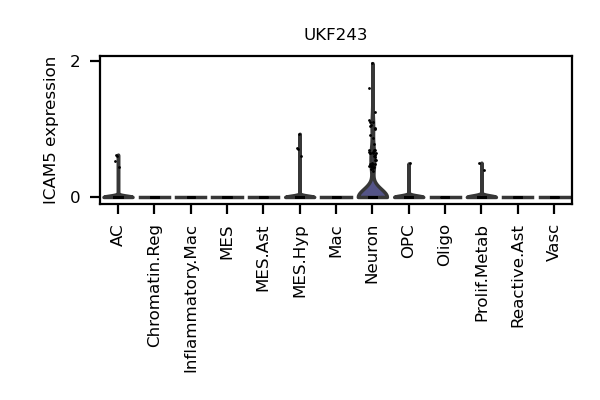 UKF243
ICAM5 expression
2
0
AC
Chromatin.Reg
Inflammatory.Mac
MES
MES.Ast
MES.Hyp
Mac
Neuron
OPC
Oligo
Prolif.Metab
Reactive.Ast
Vasc